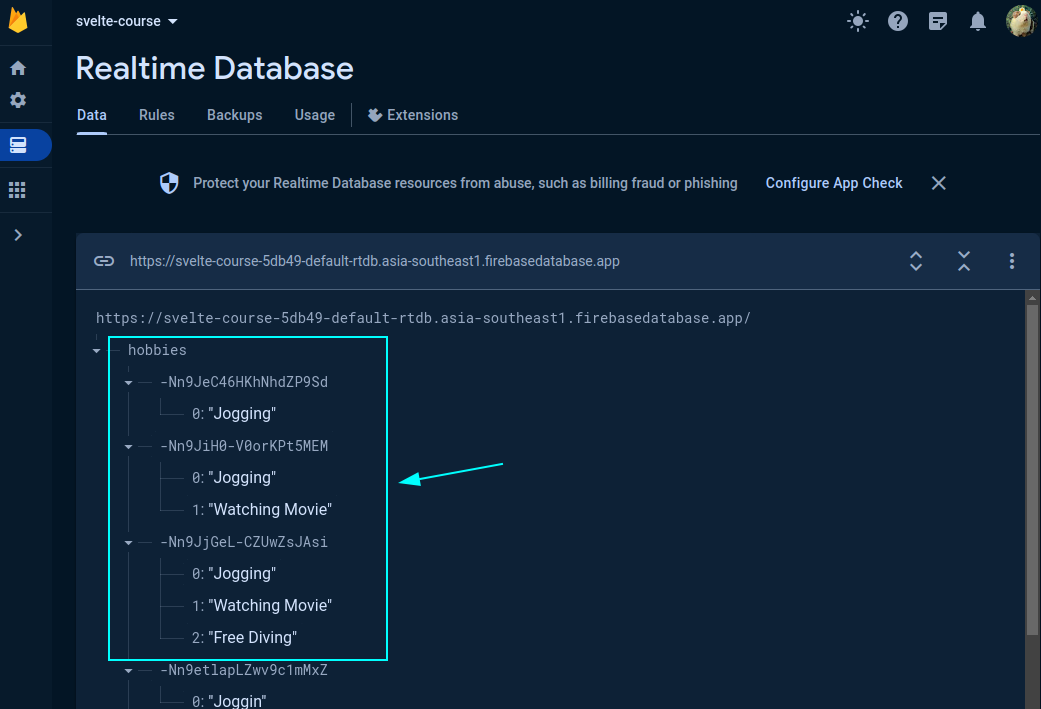 svelte-course
Realtime Database
Data Rules Backups Usage Extensions
Protect your Realtime Database resources from abuse, such as billing fraud or phishing Configure App Check
https://svelte-course-5db49-default-rtdb.asia-southeast1.firebasedatabase.app
https://svelte-course-5db49-default-rtdb.asia-southeast1.firebasedatabase.app/
hobbies
-Nn9JeC46HKhNhdZP9Sd
0: "Jogging"
-Nn9JiH0-V0orKPt5MEM
0: "Jogging"
1: "Watching Movie"
-Nn9JjGeL-CZUwZsJAsi
0: "Jogging"
1: "Watching Movie"
2: "Free Diving"
-Nn9etlapLZwv9c1mMxZ
0: "Joggin"